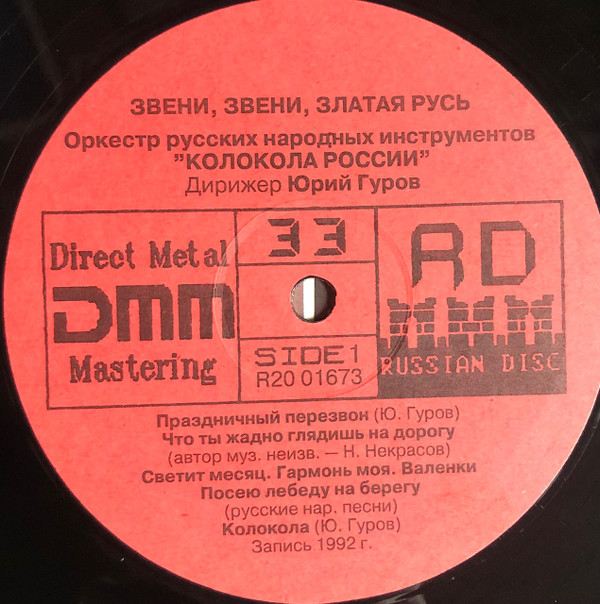 ЗВЕНИ, ЗВЕНИ, ЗЛАТАЯ РУСЬ
Оркестр русских народных инструментов
"КОЛОКОЛА РОССИИ"
Дирижер Юрий Гуров
Direct Metal
DMM
Mastering
33
SIDE 1
R20 01673
RD
RUSSIAN DISC
Праздничный перезвон (Ю. Гуров)
Что ты жадно глядишь на дорогу
(автор муз. неизв. — Н. Некрасов)
Светит месяц. Гармонь моя. Валенки
Посею лебеду на берегу
(русские нар. песни)
Колокола (Ю. Гуров)
Запись 1992 г.